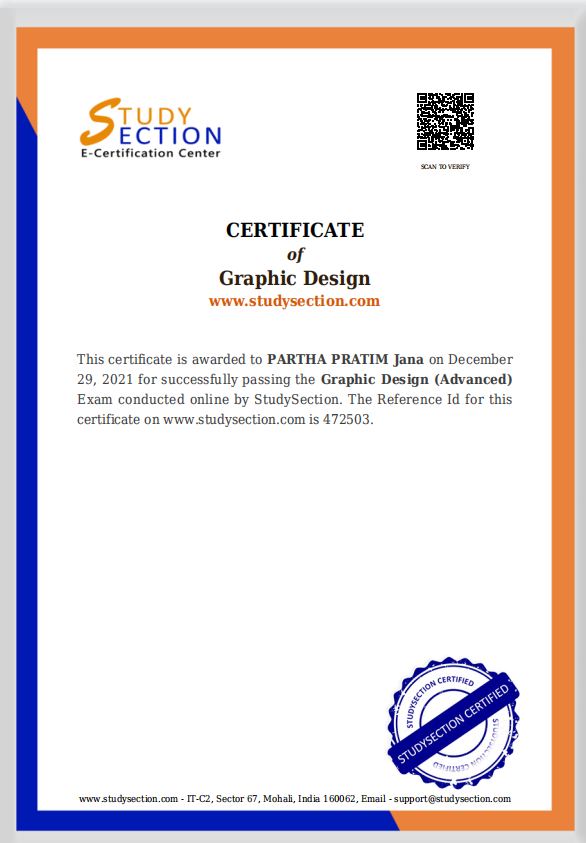 STUDY
SECTION
E-Certification Center
SCAN TO VERIFY
CERTIFICATE
of
Graphic Design
www.studysection.com
This certificate is awarded to PARTHA PRATIM Jana on December
29, 2021 for successfully passing the Graphic Design (Advanced)
Exam conducted online by StudySection. The Reference Id for this
certificate on www.studysection.com is 472503.
STUDYSECTION CERTIFIED
STUDYSECTION CERTIFIED
STUDYSECTION CERTIFIED
www.studysection.com - IT-C2, Sector 67, Mohali, India 160062, Email - support@studysection.com